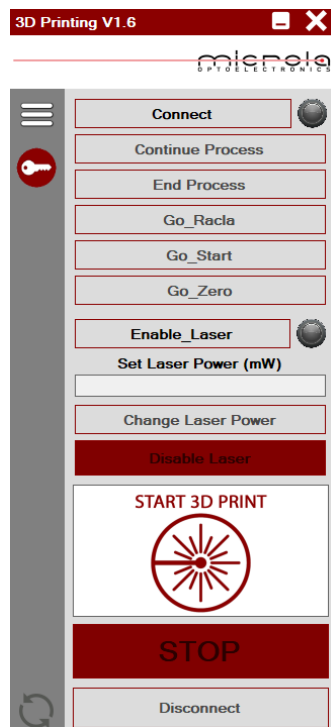 3D Printing V1.6
microla
OPTOELECTRONICS
Connect
Continue Process
End Process
Go_Racla
Go_Start
Go_Zero
Enable_Laser
Set Laser Power (mW)
Change Laser Power
Disable Laser
START 3D PRINT
STOP
Disconnect